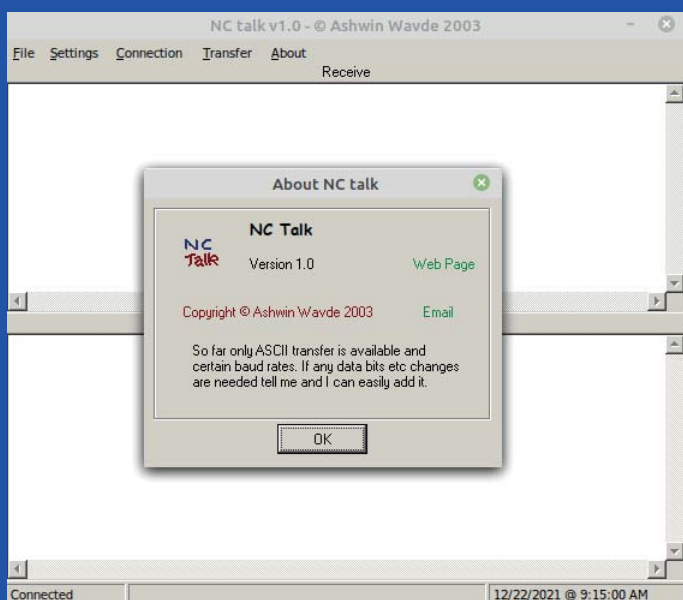 NC talk v1.0 - © Ashwin Wavde 2003
File Settings Connection Transfer About
Receive
About NC talk
NC
Talk
NC Talk
Version 1.0
Web Page
Copyright © Ashwin Wavde 2003
Email
So far only ASCII transfer is available and
certain baud rates. If any data bits etc changes
are needed tell me and I can easily add it.
OK
Connected
12/22/2021 @ 9:15:00 AM